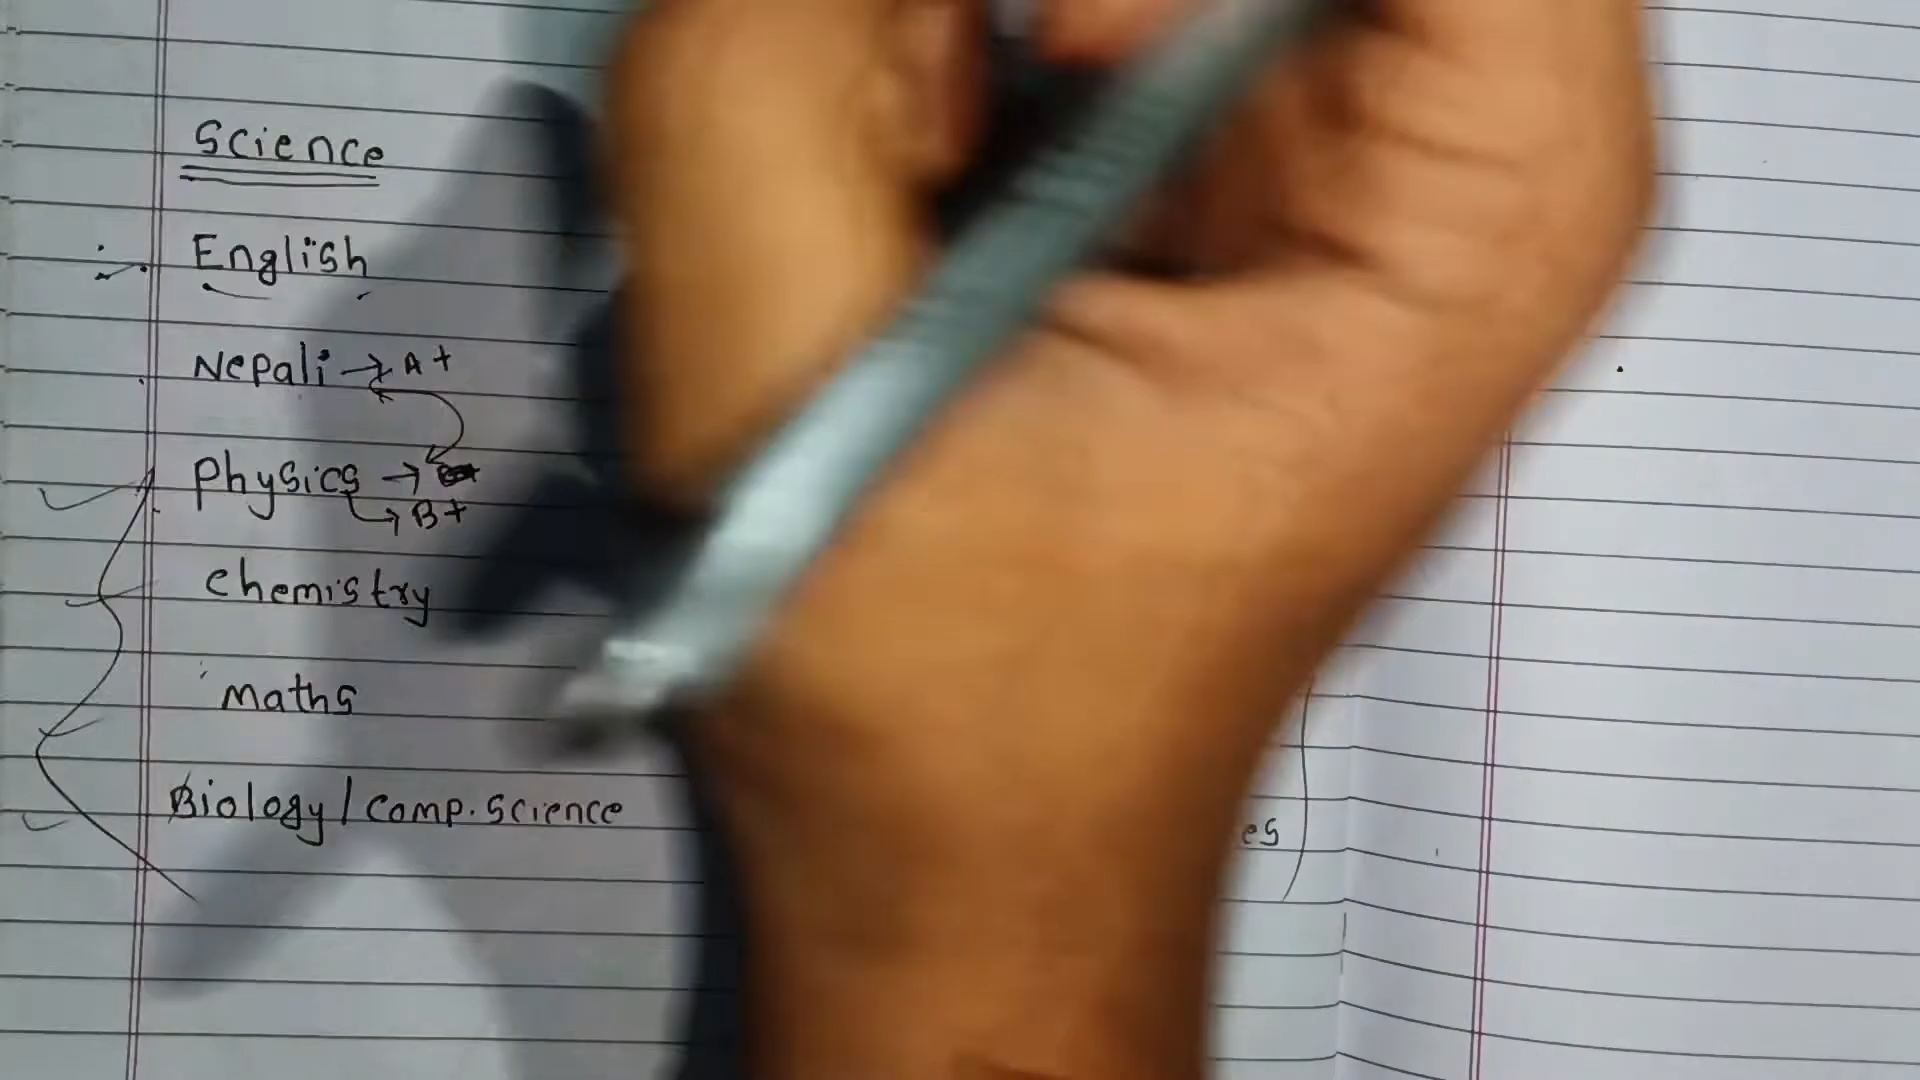 Science
English
Nepali → A+
Physics →
→ B+
Chemistry
Maths
Biology / Comp. Science
es